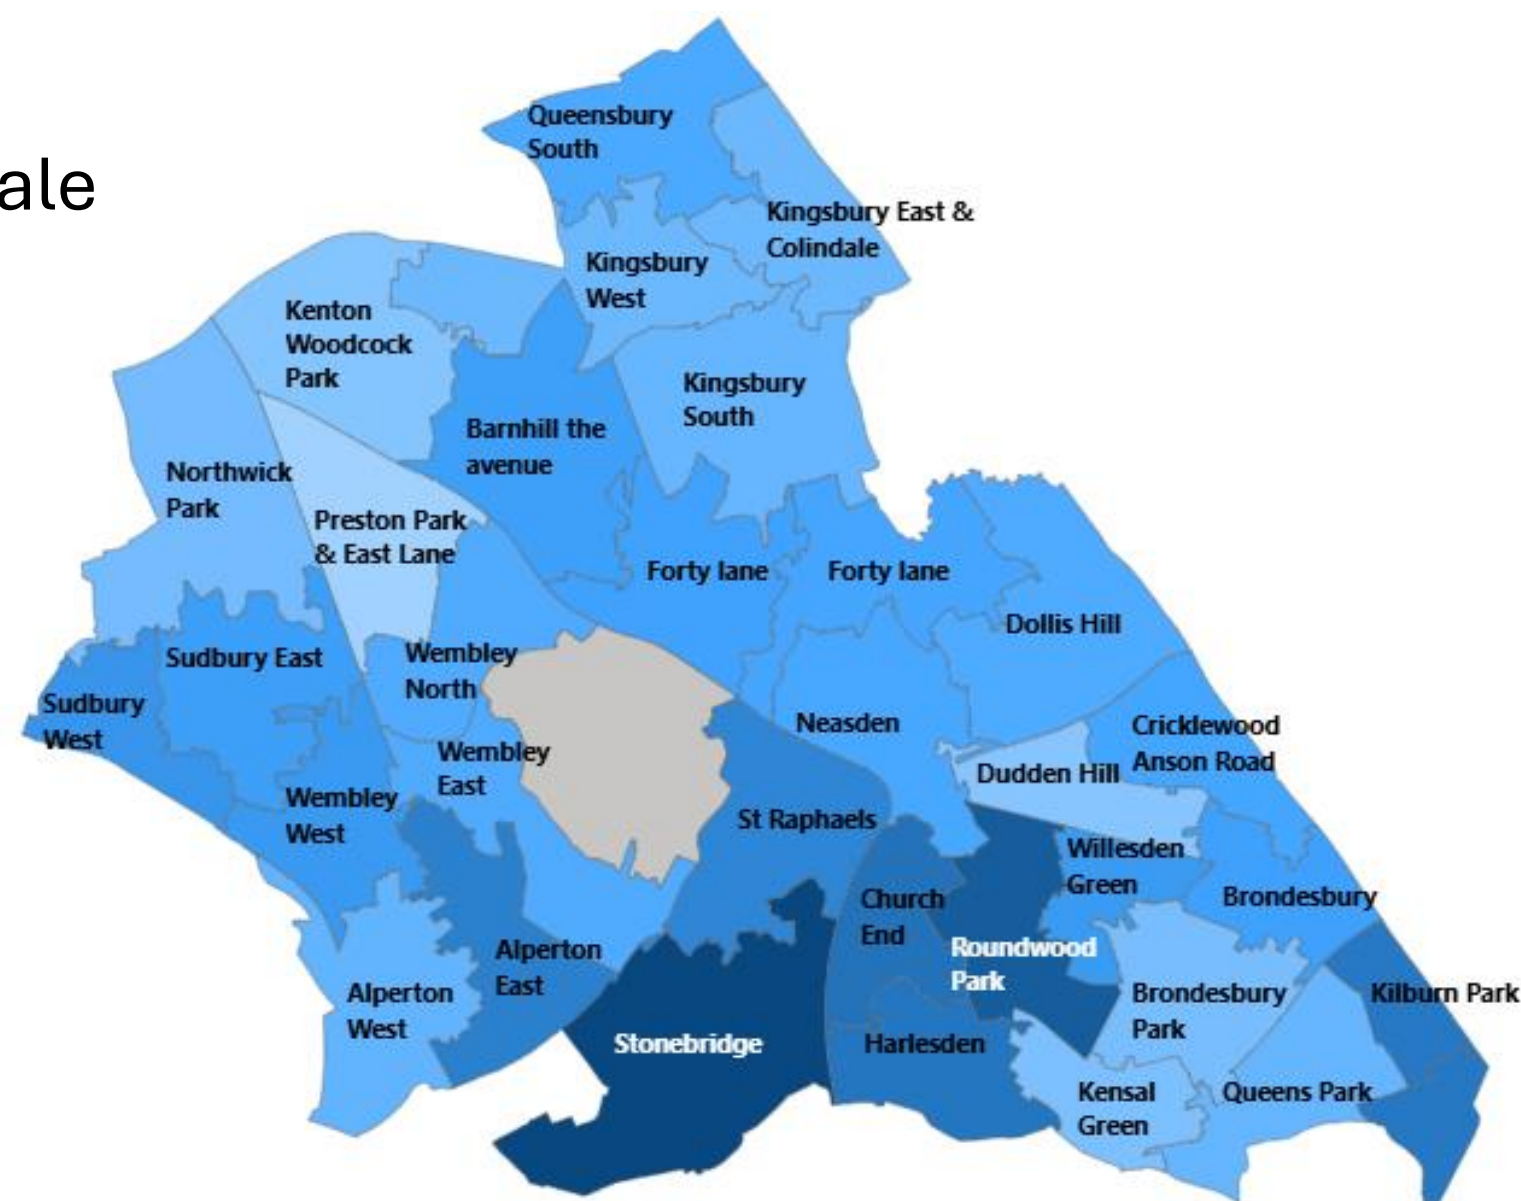 Queensbury
South
ale
Kingsbury East &
Colindale
Kingsbury
West
Kenton
Woodcock
Park
Kingsbury
South
Barnhill the
avenue
Northwick
Park
Preston Park
& East Lane
Forty lane
Forty lane
Dollis Hill
Sudbury East
Wembley
North
Sudbury
West
Neasden
Cricklewood
Anson Road
Wembley
East
Dudden Hill
Wembley
West
St Raphaels
Willesden
Green
Church
End
Brondesbury
Alperton
East
Roundwood
Park
Alperton
West
Brondesbury
Park
Kilburn Park
Stonebridge
Harlesden
Kensal
Green
Queens Park